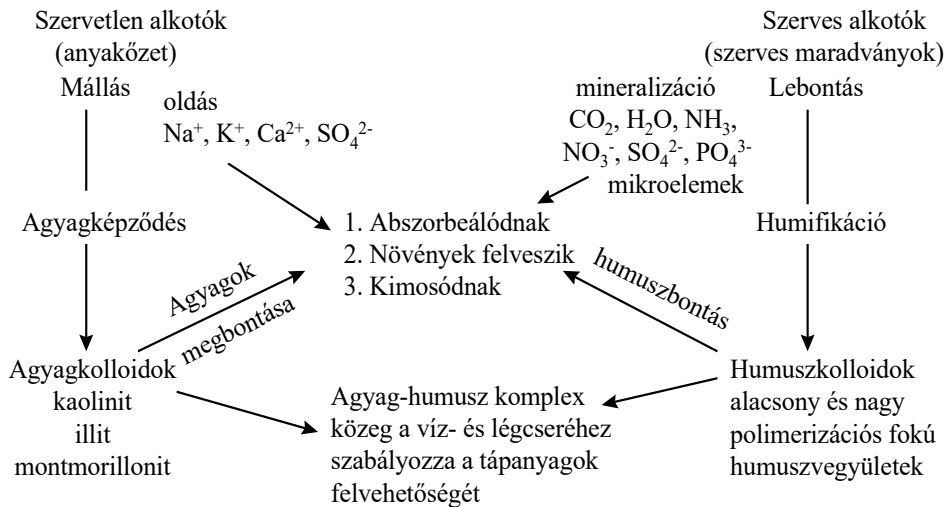 Szervetlen alkotók
(anyakőzet)
Mállás
Szerves alkotók
(szerves maradványok)
Lebontás
oldás
Na⁺, K⁺, Ca²⁺, SO₄²⁻
mineralizáció
CO₂, H₂O, NH₃,
NO₃⁻, SO₄²⁻, PO₄³⁻
mikroelemek
Agyagképződés
1. Abszorbeálódnak
2. Növények felveszik
3. Kimosódnak
Humifikáció
Agyagok
megbontása
humuszbontás
Agyagkolloidok
kaolinit
illit
montmorillonit
Agyag-humusz komplex
közeg a víz- és légcseréhez
szabályozza a tápanyagok
felvehetőségét
Humuszkolloidok
alacsony és nagy
polimerizációs fokú
humuszvegyületek